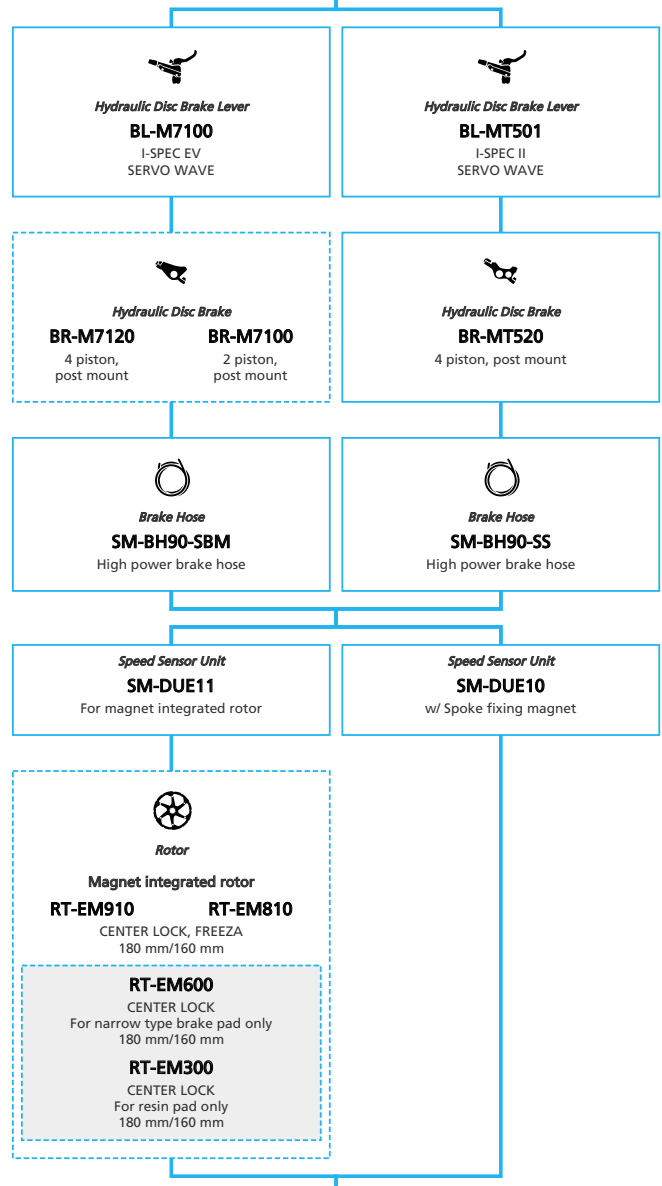 Hydraulic Disc Brake Lever
BL-M7100
I-SPEC EV
SERVO WAVE
Hydraulic Disc Brake Lever
BL-MT501
I-SPEC II
SERVO WAVE
Hydraulic Disc Brake
BR-M7120
4 piston,
post mount
BR-M7100
2 piston,
post mount
Hydraulic Disc Brake
BR-MT520
4 piston, post mount
Brake Hose
SM-BH90-SBM
High power brake hose
Brake Hose
SM-BH90-SS
High power brake hose
Speed Sensor Unit
SM-DUE11
For magnet integrated rotor
Speed Sensor Unit
SM-DUE10
w/ Spoke fixing magnet
Rotor
Magnet integrated rotor
RT-EM910 RT-EM810
CENTER LOCK, FREEZA
180 mm/160 mm
RT-EM600
CENTER LOCK
For narrow type brake pad only
180 mm/160 mm
RT-EM300
CENTER LOCK
For resin pad only
180 mm/160 mm